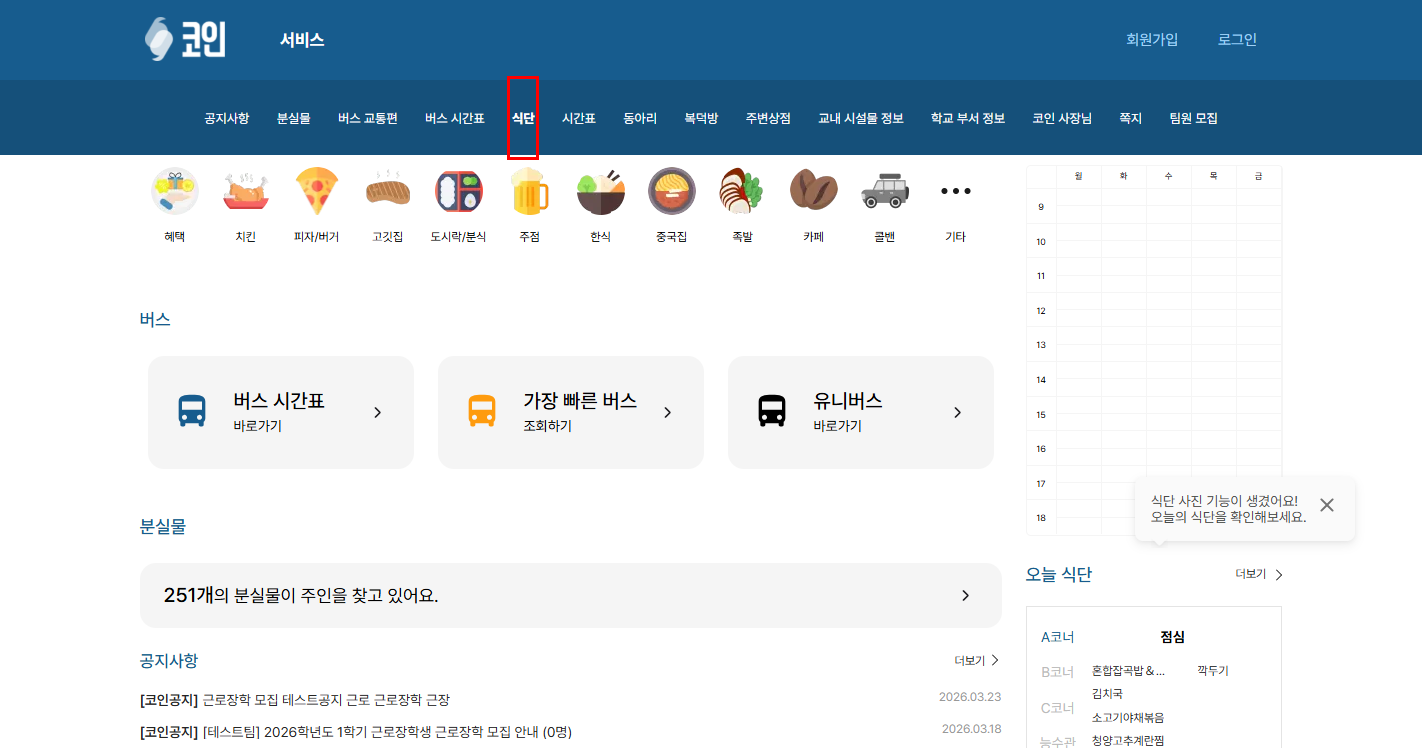 코인
서비스
회원가입
로그인
공지사항 분실물 버스 교통편 버스 시간표 식단 시간표 동아리 복덕방 주변상점 교내 시설물 정보 학교 부서 정보 코인 사장님 쪽지 팀원 모집
혜택 치킨 피자/버거 고깃집 도시락/분식 주점 한식 중국집 족발 카페 콜밴 기타
버스
버스 시간표
바로가기
가장 빠른 버스
조회하기
유니버스
바로가기
분실물
251개의 분실물이 주인을 찾고 있어요.
공지사항
더보기
[코인공지] 근로장학 모집 테스트공지 근로 근로장학 근장 2026.03.23
[코인공지] [테스트팀] 2026학년도 1학기 근로장학생 근로장학 모집 안내 (0명) 2026.03.18
월 화 수 목 금
9
10
11
12
13
14
15
16
17
18
식단 사진 기능이 생겼어요!
오늘의 식단을 확인해보세요.
오늘 식단
더보기
A코너
B코너
C코너
능수관
점심
혼합잡곡밥 & ... 깍두기
김치국
소고기야채볶음
청양고추계란찜